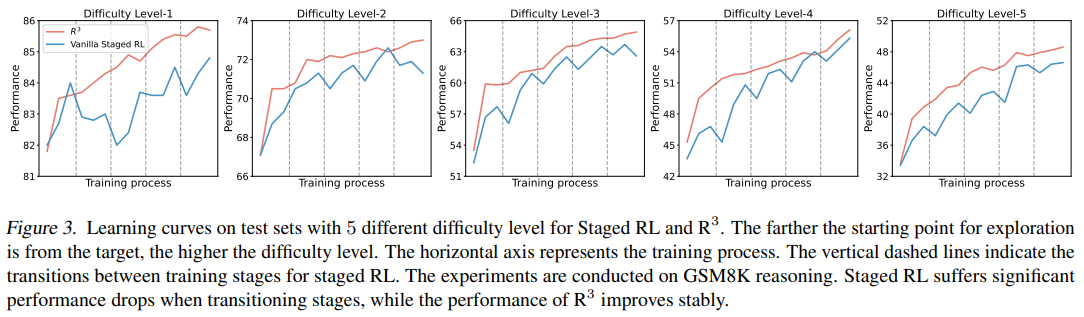 Difficulty Level-1
Difficulty Level-2
Difficulty Level-3
Difficulty Level-4
Difficulty Level-5
R³
Vanilla Staged RL
Performance
86
85
84
83
82
81
Training process
Performance
74
72
70
68
66
Training process
Performance
66
63
60
57
54
51
Training process
Performance
57
54
51
48
45
42
Training process
Performance
52
48
44
40
36
32
Training process
Figure 3. Learning curves on test sets with 5 different difficulty level for Staged RL and R³. The farther the starting point for exploration
is from the target, the higher the difficulty level. The horizontal axis represents the training process. The vertical dashed lines indicate the
transitions between training stages for staged RL. The experiments are conducted on GSM8K reasoning. Staged RL suffers significant
performance drops when transitioning stages, while the performance of R³ improves stably.